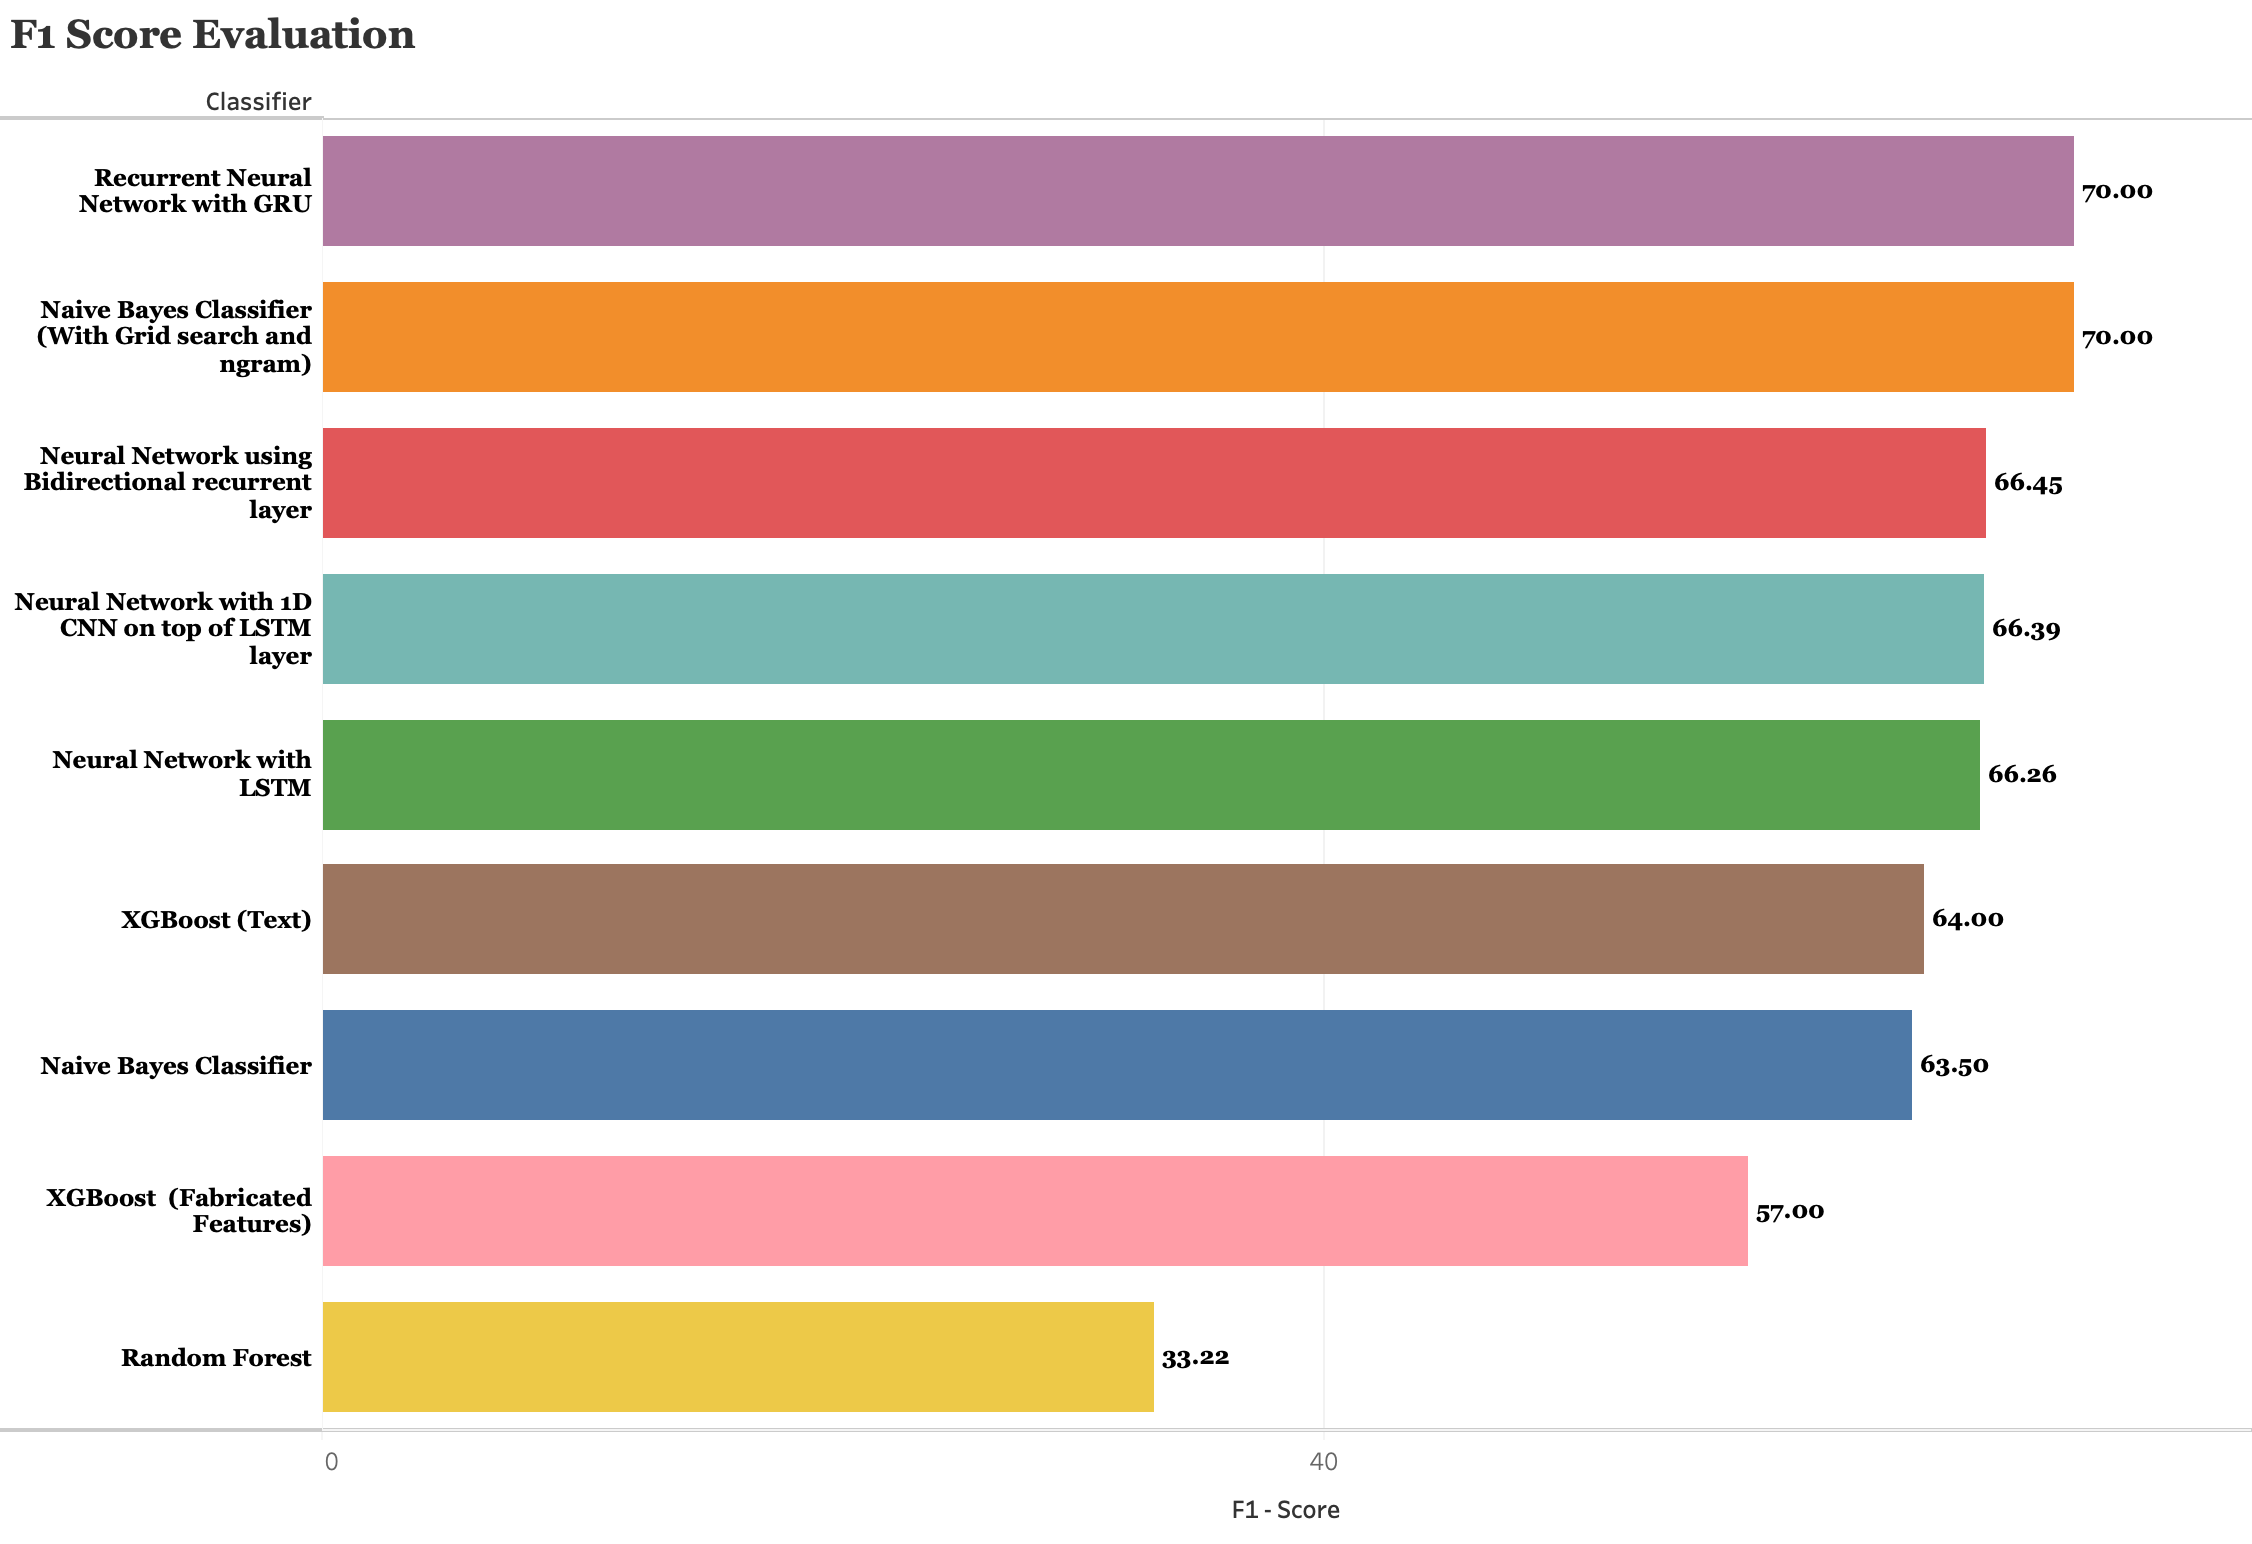 F1 Score Evaluation
Classifier
Recurrent Neural
Network with GRU
70.00
Naive Bayes Classifier
(With Grid search and
ngram)
70.00
Neural Network using
Bidirectional recurrent
layer
66.45
Neural Network with 1D
CNN on top of LSTM
layer
66.39
Neural Network with
LSTM
66.26
XGBoost (Text)
64.00
Naive Bayes Classifier
63.50
XGBoost  (Fabricated
Features)
57.00
Random Forest
33.22
0
40
F1 - Score